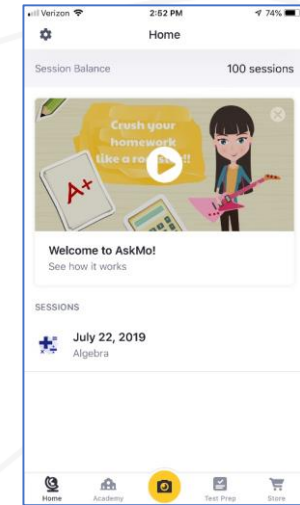 Verizon 2:52 PM 74%
Home
Session Balance 100 sessions
Crush your
homework
like a rockstar!!
A+
Welcome to AskMo!
See how it works
SESSIONS
July 22, 2019
Algebra
Home Academy Test Prep Store